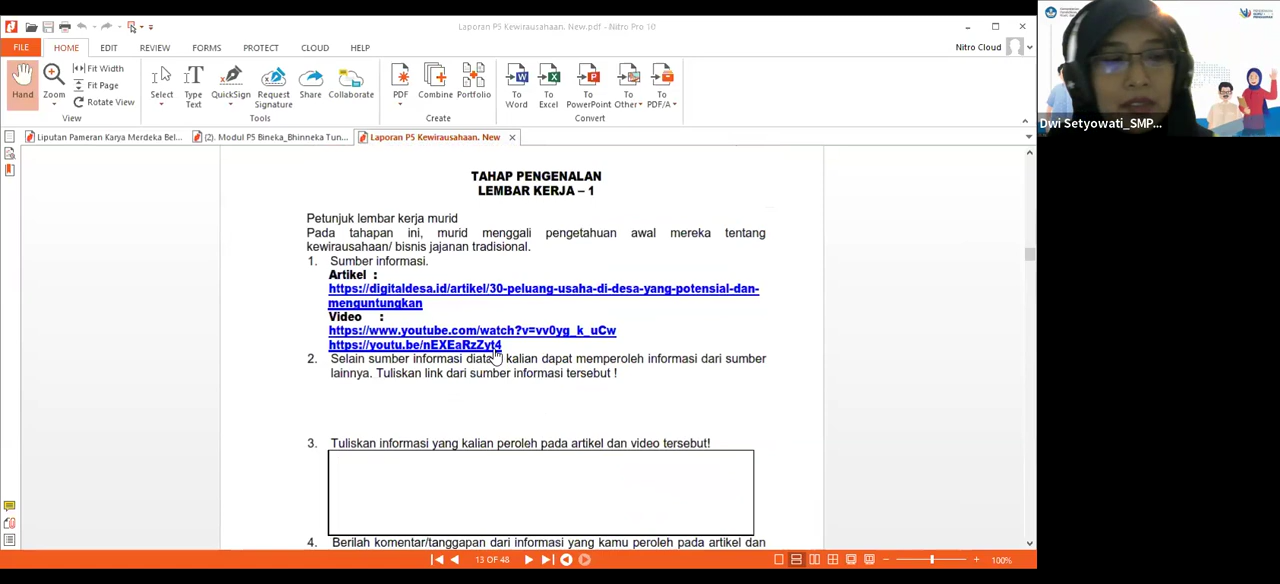 Laporan P5 Kewirausahaan. New.pdf - Nitro Pro 10
FILE HOME EDIT REVIEW FORMS PROTECT CLOUD HELP
Nitro Cloud
Hand
Zoom
Fit Width
Fit Page
Rotate View
View
Select
Type Text
QuickSign
Request Signature
Share
Collaborate
Tools
PDF
Combine
Portfolio
Create
To Word
To Excel
To PowerPoint
To Other
To PDF/A
Convert
Liputan Pameran Karya Merdeka Bel...
(2). Modul P5 Bineka_Bhinneka Tun...
Laporan P5 Kewirausahaan. New
TAHAP PENGENALAN
LEMBAR KERJA – 1
Petunjuk lembar kerja murid
Pada tahapan ini, murid menggali pengetahuan awal mereka tentang
kewirausahaan/ bisnis jajanan tradisional.
1. Sumber informasi.
Artikel :
https://digitaldesa.id/artikel/30-peluang-usaha-di-desa-yang-potensial-dan-
menguntungkan
Video :
https://www.youtube.com/watch?v=vv0yg_k_uCw
https://youtu.be/nEXEaRzZyt4
2. Selain sumber informasi diatas kalian dapat memperoleh informasi dari sumber
lainnya. Tuliskan link dari sumber informasi tersebut !
3. Tuliskan informasi yang kalian peroleh pada artikel dan video tersebut!
4. Berilah komentar/tanggapan dari informasi yang kamu peroleh pada artikel dan
13 OF 48
100%
Dwi Setyowati_SMP...